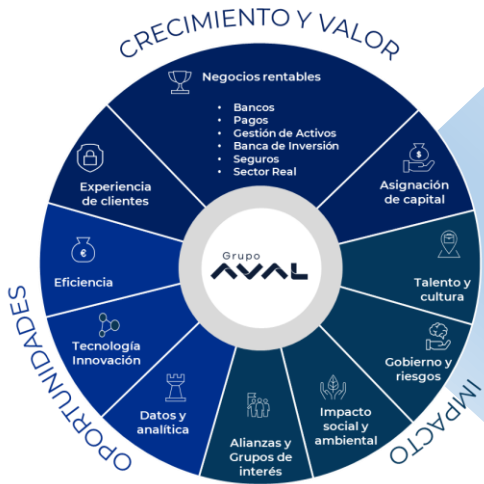 CRECIMIENTO Y VALOR
Negocios rentables
• Bancos
• Pagos
• Gestión de Activos
• Banca de Inversión
• Seguros
• Sector Real
Experiencia
de clientes
Asignación
de capital
Grupo
AVAL
€
Eficiencia
$
Talento y
cultura
Tecnología
Innovación
Gobierno y
riesgos
Datos y
analítica
Impacto
social y
ambiental
Alianzas y
Grupos de
interés
OPORTUNIDADES
IMPACTO